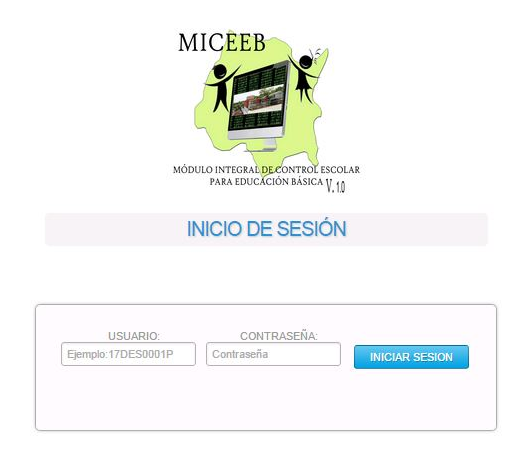 MICEEB
MÓDULO INTEGRAL DE CONTROL ESCOLAR
PARA EDUCACIÓN BÁSICA V. 1.0
INICIO DE SESIÓN
USUARIO: CONTRASEÑA:
Ejemplo:17DES0001P Contraseña INICIAR SESION